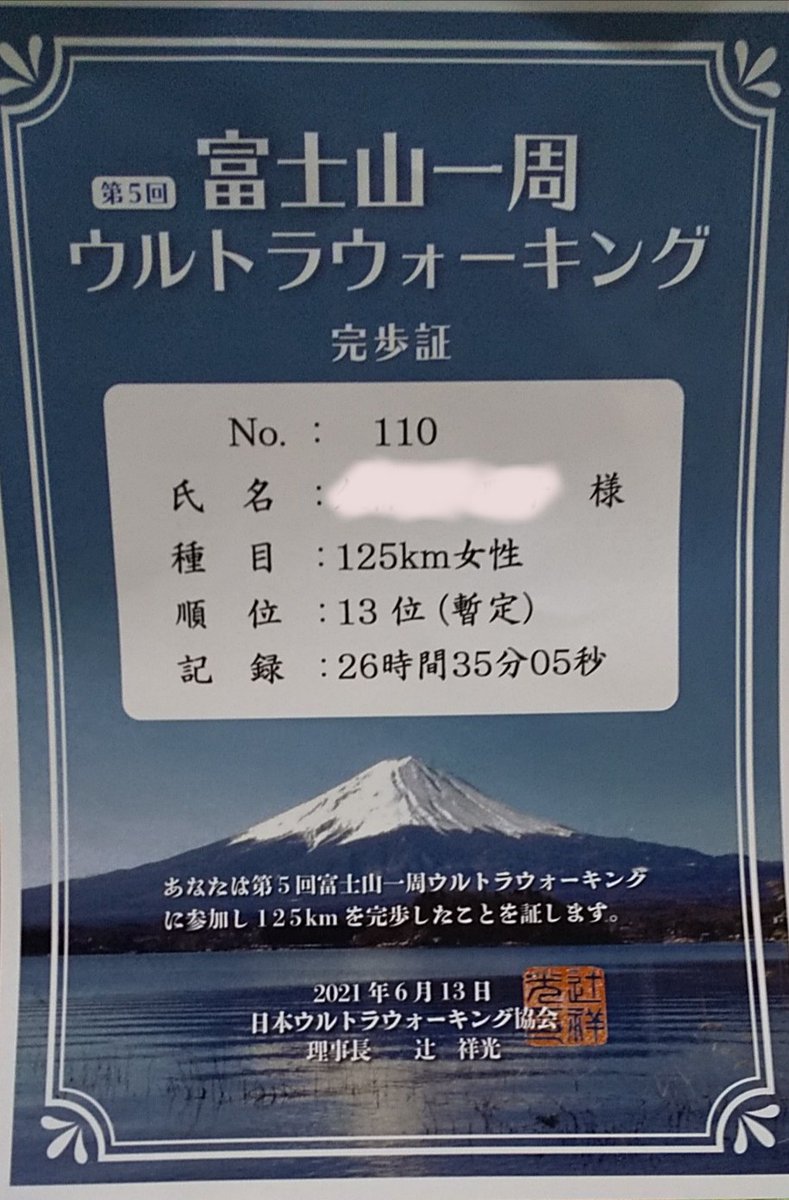 第5回 富士山一周
ウルトラウォーキング
完歩証
No. : 110
氏 名 : 様
種 目 : 125km女性
順 位 : 13 位 (暫定)
記 録 : 26時間35分05秒
あなたは第5回富士山一周ウルトラウォーキング
に参加し125kmを完歩したことを証します。
2021年6月13日
日本ウルトラウォーキング協会
理事長 辻 祥光